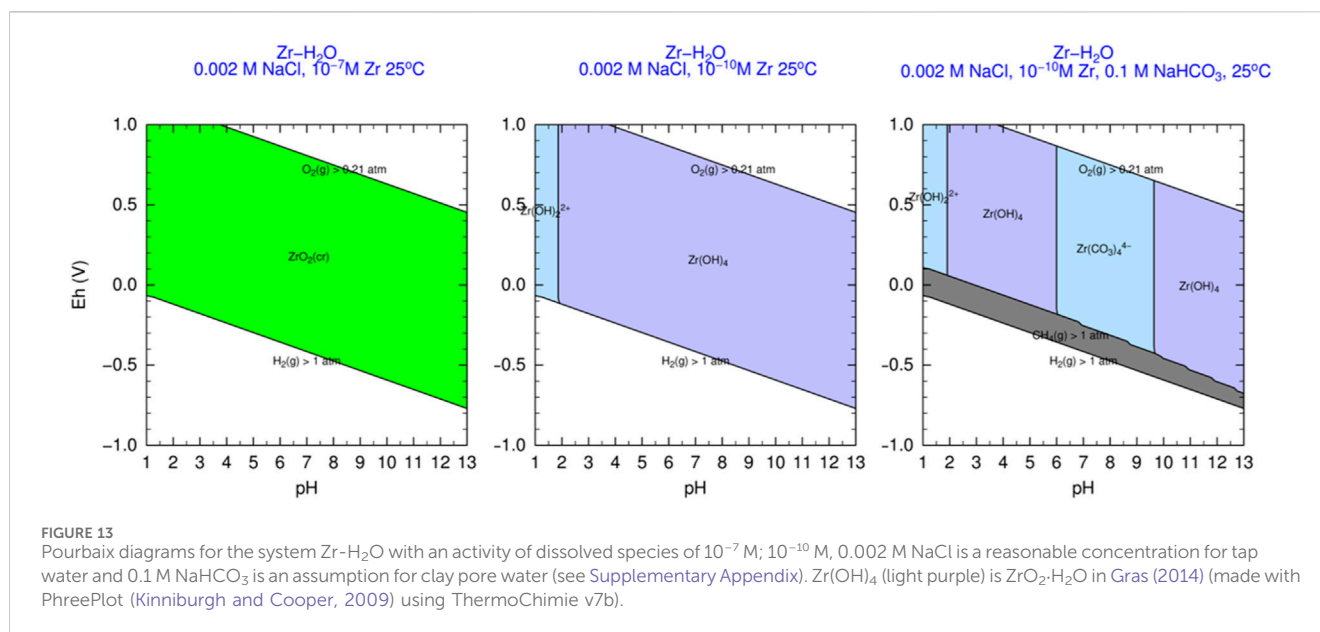 Zr−H₂O
0.002 M NaCl, 10⁻⁷M Zr 25°C
Eh (V)
1.0
0.5
0.0
−0.5
−1.0
O₂(g) > 0.21 atm
ZrO₂(cr)
H₂(g) > 1 atm
1 2 3 4 5 6 7 8 9 10 11 12 13
pH
Zr−H₂O
0.002 M NaCl, 10⁻¹⁰M Zr 25°C
1.0
0.5
0.0
−0.5
−1.0
O₂(g) > 0.21 atm
Zr(OH)₂²⁺
Zr(OH)₄
H₂(g) > 1 atm
1 2 3 4 5 6 7 8 9 10 11 12 13
pH
Zr−H₂O
0.002 M NaCl, 10⁻¹⁰M Zr, 0.1 M NaHCO₃, 25°C
1.0
0.5
0.0
−0.5
−1.0
O₂(g) > 0.21 atm
Zr(OH)₂²⁺
Zr(OH)₄
Zr(CO₃)₄⁴⁻
Zr(OH)₄
CH₄(g) > 1 atm
H₂(g) > 1 atm
1 2 3 4 5 6 7 8 9 10 11 12 13
pH
FIGURE 13
Pourbaix diagrams for the system Zr-H₂O with an activity of dissolved species of 10⁻⁷ M; 10⁻¹⁰ M, 0.002 M NaCl is a reasonable concentration for tap
water and 0.1 M NaHCO₃ is an assumption for clay pore water (see Supplementary Appendix). Zr(OH)₄ (light purple) is ZrO₂·H₂O in Gras (2014) (made with
PhreePlot (Kinniburgh and Cooper, 2009) using ThermoChimie v7b).